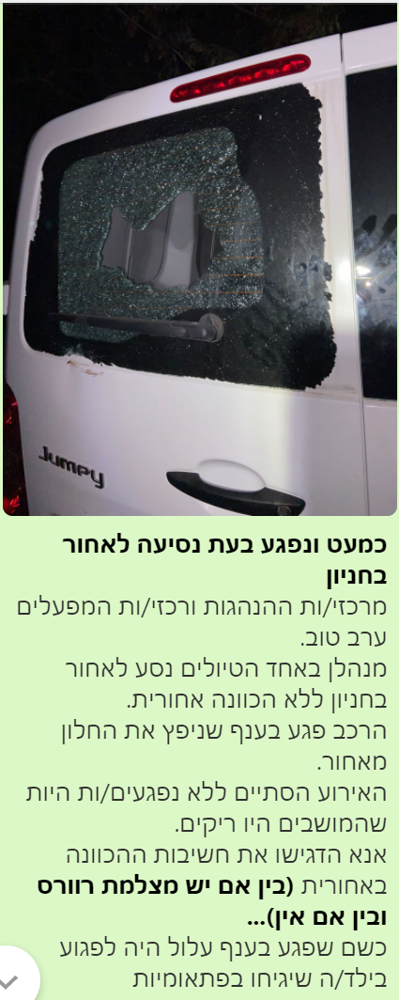 Jumpy
כמעט ונפגע בעת נסיעה לאחור
בחניון
מרכזי/ות ההנהגות ורכזי/ות המפעלים
ערב טוב.
מנהלן באחד הטיולים נסע לאחור
בחניון ללא הכוונה אחורית.
הרכב פגע בענף שניפץ את החלון
מאחור.
האירוע הסתיים ללא נפגעים/ות היות
שהמושבים היו ריקים.
אנא הדגישו את חשיבות ההכוונה
באחורית (בין אם יש מצלמת רוורס
ובין אם אין)...
כשם שפגע בענף עלול היה לפגוע
בילד/ה שיגיחו בפתאומיות